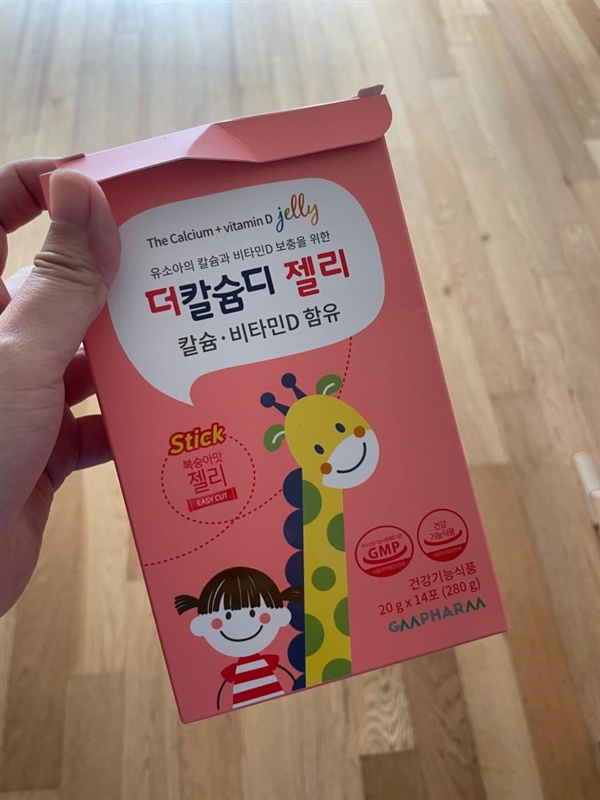 The Calcium + vitamin D jelly
유소아의 칼슘과 비타민D 보충을 위한
더칼슘디 젤리
칼슘·비타민D 함유
Stick
복숭아맛
젤리
EASY CUT
GMP
건강
기능식품
건강기능식품
20 g x 14포 (280 g)
GMPHARM